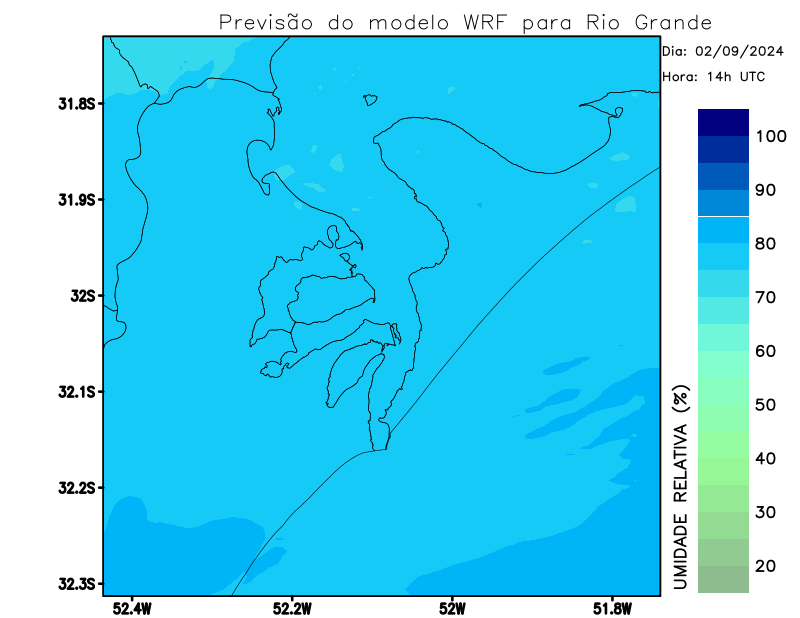 Previsão do modelo WRF para Rio Grande
Dia: 02/09/2024
Hora: 14h UTC
31.8S
31.9S
32S
32.1S
32.2S
32.3S
52.4W
52.2W
52W
51.8W
100
90
80
70
60
50
40
30
20
UMIDADE RELATIVA (%)